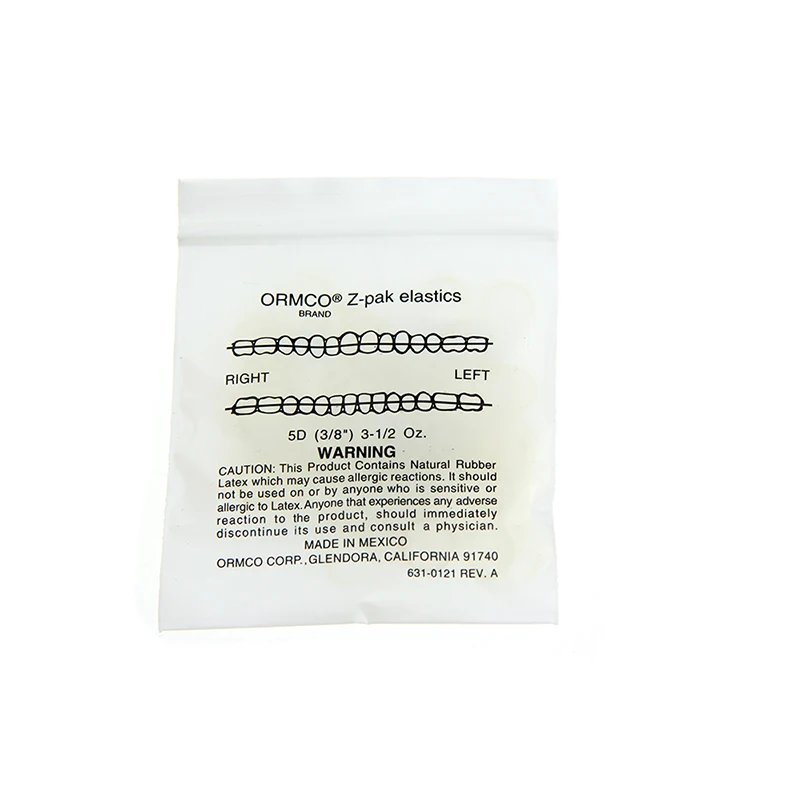 ORMCO® Z-pak elastics
BRAND
RIGHT LEFT
5D (3/8") 3-1/2 Oz.
WARNING
CAUTION: This Product Contains Natural Rubber
Latex which may cause allergic reactions. It should
not be used on or by anyone who is sensitive or
allergic to Latex. Anyone that experiences any adverse
reaction to the product, should immediately
discontinue its use and consult a physician.
MADE IN MEXICO
ORMCO CORP., GLENDORA, CALIFORNIA 91740
631-0121 REV. A